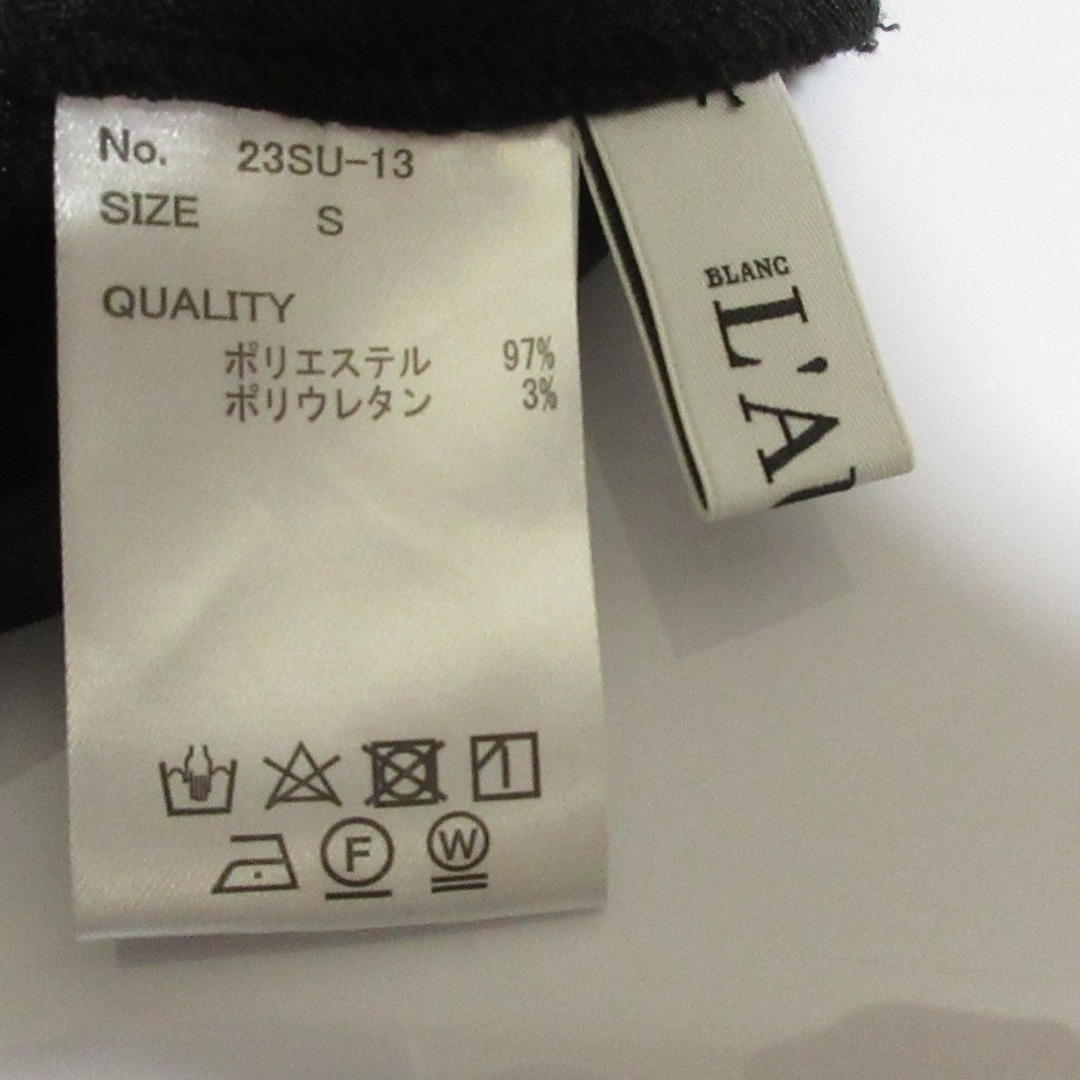 No. 23SU-13
SIZE S
QUALITY
ポリエステル 97%
ポリウレタン 3%
F W
BLANC
L'A